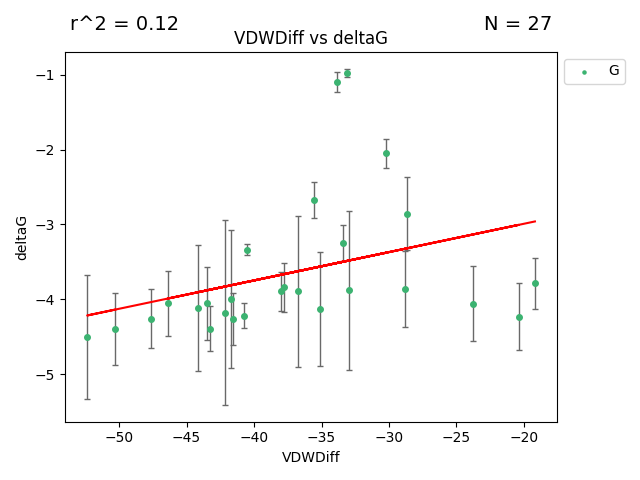 r^2 = 0.12
N = 27
VDWDiff vs deltaG
G
deltaG
−1
−2
−3
−4
−5
−50
−45
−40
−35
−30
−25
−20
VDWDiff